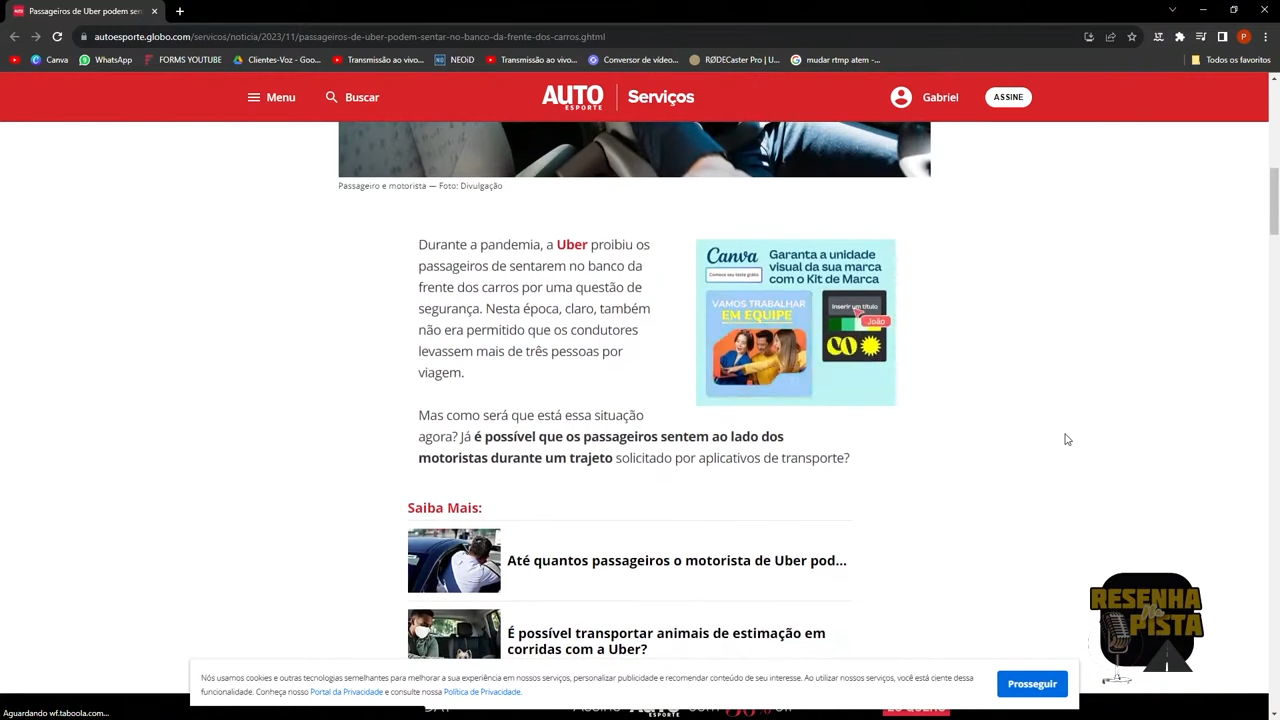 Passageiros de Uber podem sen
autoesporte.globo.com/servicos/noticia/2023/11/passageiros-de-uber-podem-sentar-no-banco-da-frente-dos-carros.ghtml
P
Canva
WhatsApp
FORMS YOUTUBE
Clientes-Voz - Goo...
Transmissão ao vivo...
NEOiD
Transmissão ao vivo...
Conversor de vídeo...
RØDECaster Pro | U...
mudar rtmp atem -...
Todos os favoritos
Menu
Buscar
AUTO
ESPORTE
Serviços
Gabriel
ASSINE
Passageiro e motorista — Foto: Divulgação
Durante a pandemia, a Uber proibiu os
passageiros de sentarem no banco da
frente dos carros por uma questão de
segurança. Nesta época, claro, também
não era permitido que os condutores
levassem mais de três pessoas por
viagem.
Canva
Comece seu teste grátis
Garanta a unidade
visual da sua marca
com o Kit de Marca
VAMOS TRABALHAR
EM EQUIPE
Inserir um título
João
Mas como será que está essa situação
agora? Já é possível que os passageiros sentem ao lado dos
motoristas durante um trajeto solicitado por aplicativos de transporte?
Saiba Mais:
Até quantos passageiros o motorista de Uber pod...
É possível transportar animais de estimação em
corridas com a Uber?
RESENHA
Na
PISTA
Nós usamos cookies e outras tecnologias semelhantes para melhorar a sua experiência em nossos serviços, personalizar publicidade e recomendar conteúdo de seu interesse. Ao utilizar nossos serviços, você está ciente dessa
funcionalidade. Conheça nosso Portal da Privacidade e consulte nossa Política de Privacidade.
Prosseguir
Aguardando wf.taboola.com...